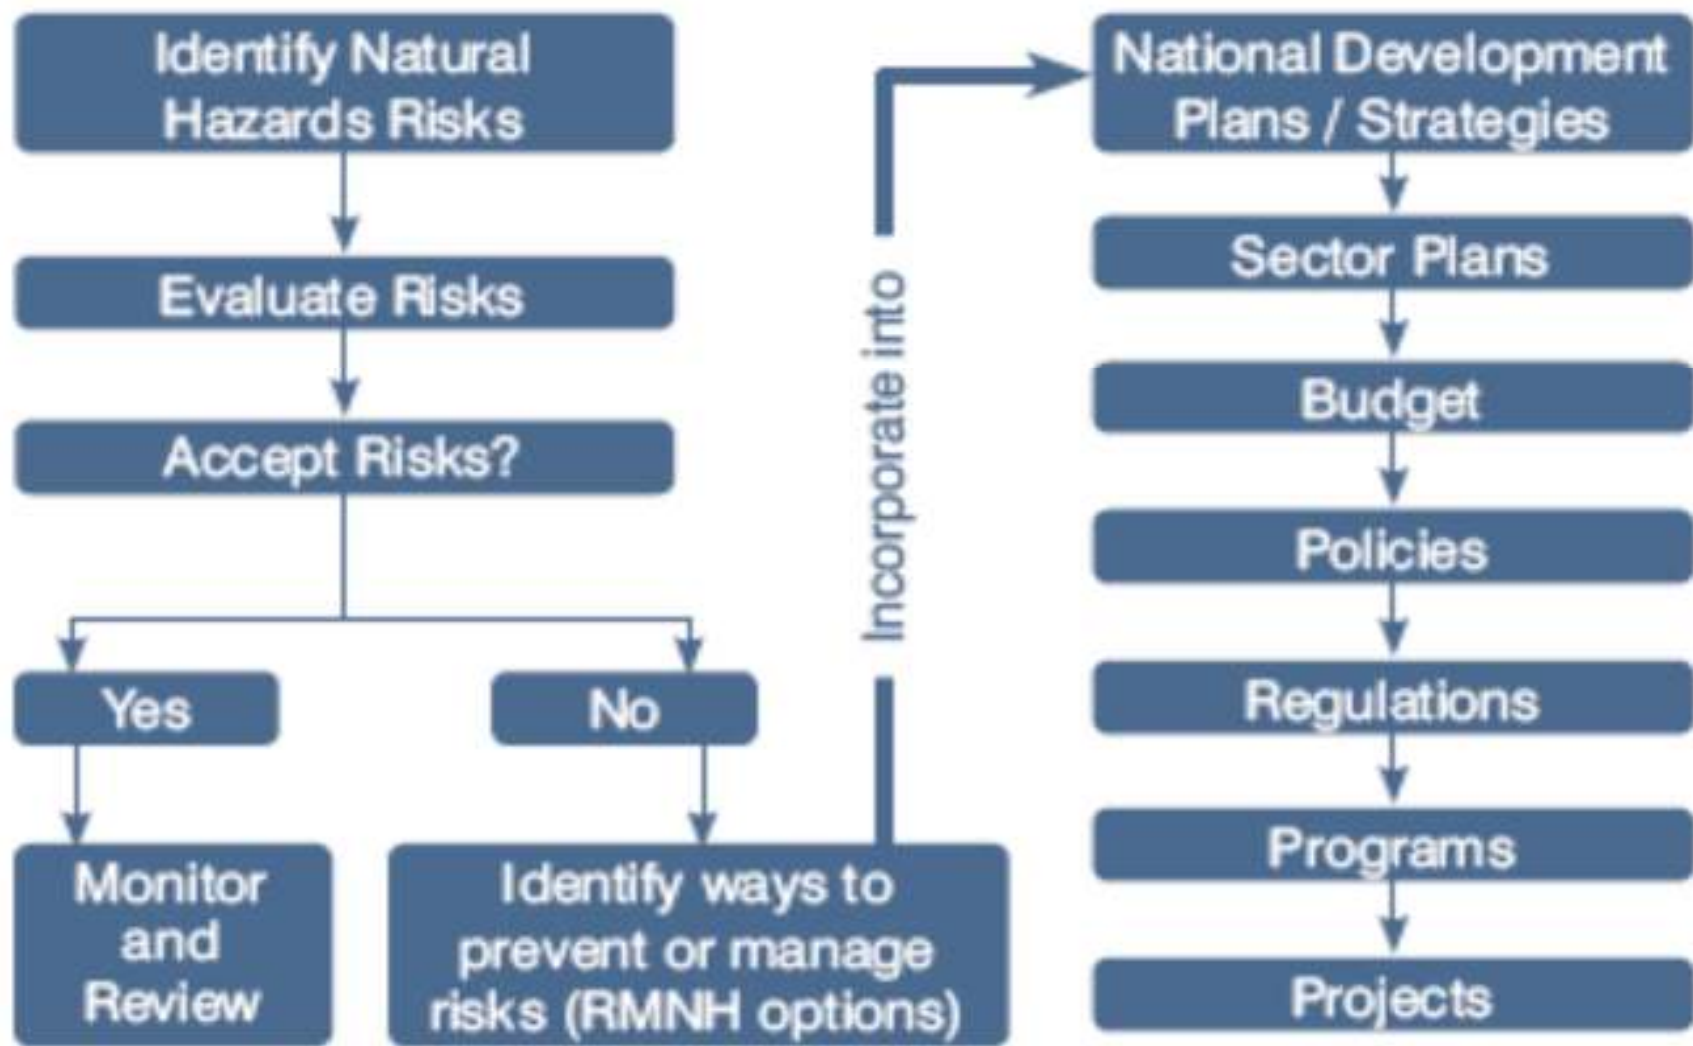 Identify Natural
Hazards Risks
Evaluate Risks
Accept Risks?
Yes
No
Monitor
and
Review
Identify ways to
prevent or manage
risks (RMNH options)
Incorporate into
National Development
Plans / Strategies
Sector Plans
Budget
Policies
Regulations
Programs
Projects